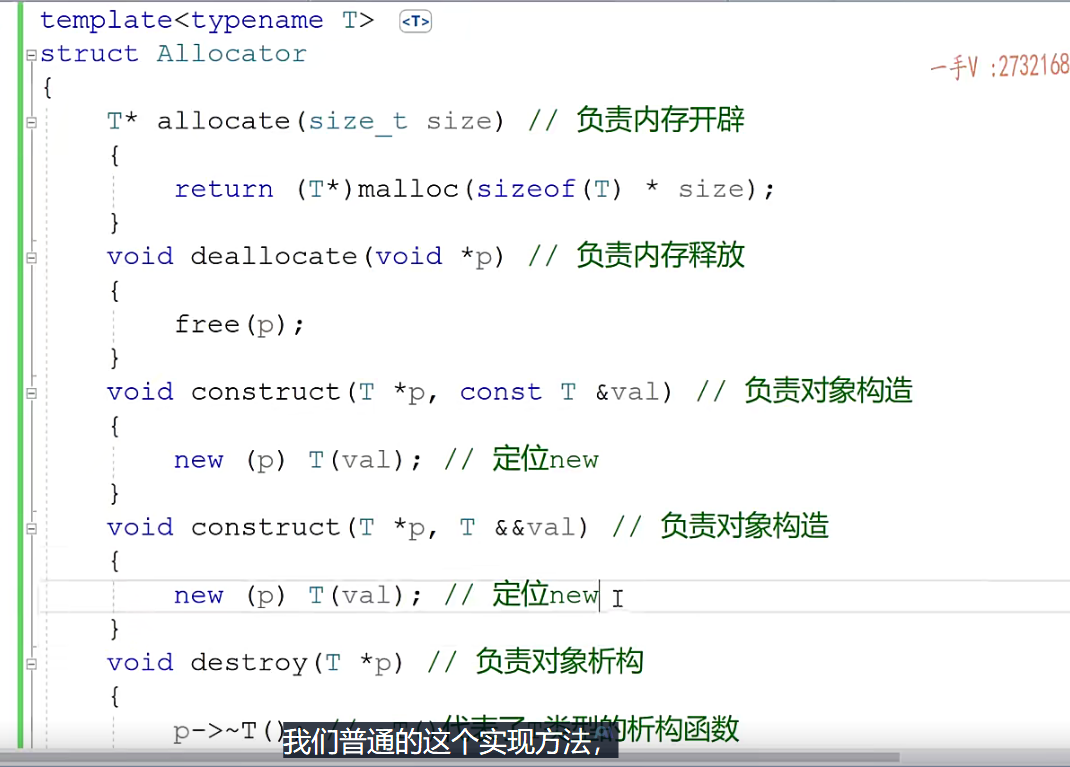 template<typename T> <T>
struct Allocator
一手V :2732168
{
T* allocate(size_t size) // 负责内存开辟
{
return (T*)malloc(sizeof(T) * size);
}
void deallocate(void *p) // 负责内存释放
{
free(p);
}
void construct(T *p, const T &val) // 负责对象构造
{
new (p) T(val); // 定位new
}
void construct(T *p, T &&val) // 负责对象构造
{
new (p) T(val); // 定位new
}
void destroy(T *p) // 负责对象析构
{
p->~T() 代表了T类型的析构函数
我们普通的这个实现方法，